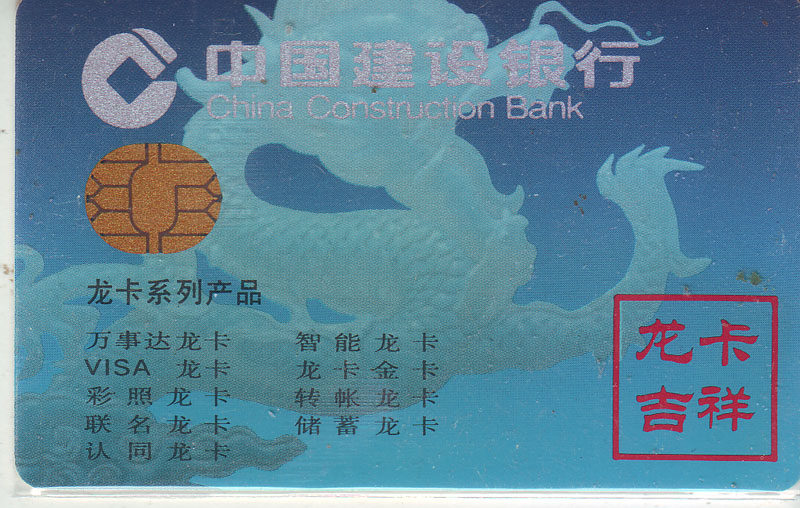 中国建设银行
China Construction Bank
龙卡系列产品
万事达龙卡 智能龙卡
VISA 龙卡 龙卡金卡
彩照龙卡 转帐龙卡
联名龙卡 储蓄龙卡
认同龙卡
龙卡
吉祥